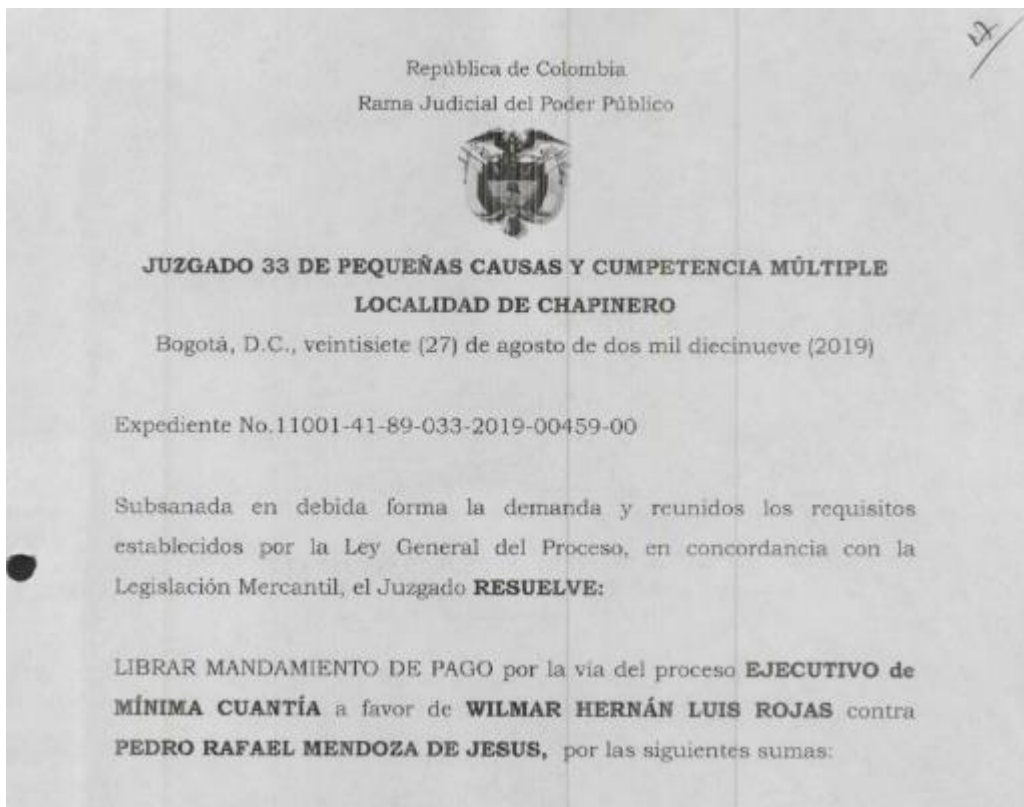 República de Colombia
Rama Judicial del Poder Público
JUZGADO 33 DE PEQUEÑAS CAUSAS Y CUMPETENCIA MÚLTIPLE
LOCALIDAD DE CHAPINERO
Bogotá, D.C., veintisiete (27) de agosto de dos mil diecinueve (2019)
Expediente No.11001-41-89-033-2019-00459-00
Subsanada en debida forma la demanda y reunidos los requisitos
establecidos por la Ley General del Proceso, en concordancia con la
Legislación Mercantil, el Juzgado RESUELVE:
LIBRAR MANDAMIENTO DE PAGO por la vía del proceso EJECUTIVO de
MÍNIMA CUANTÍA a favor de WILMAR HERNÁN LUIS ROJAS contra
PEDRO RAFAEL MENDOZA DE JESUS, por las siguientes sumas: